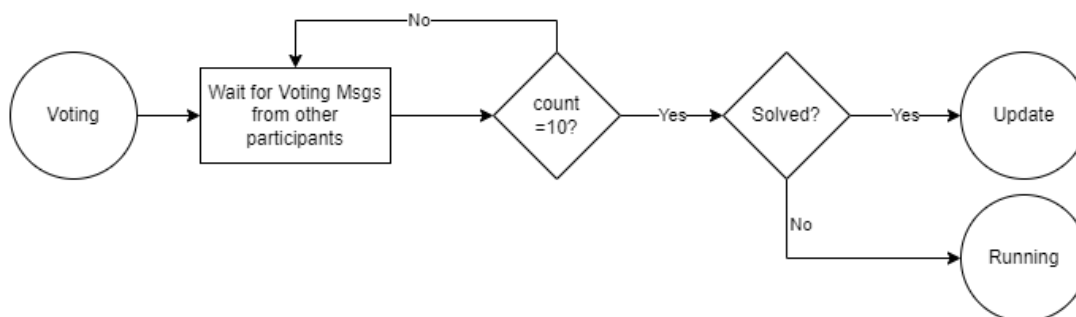 No
Voting
Wait for Voting Msgs
from other
participants
count
=10?
Yes
Solved?
Yes
Update
No
Running